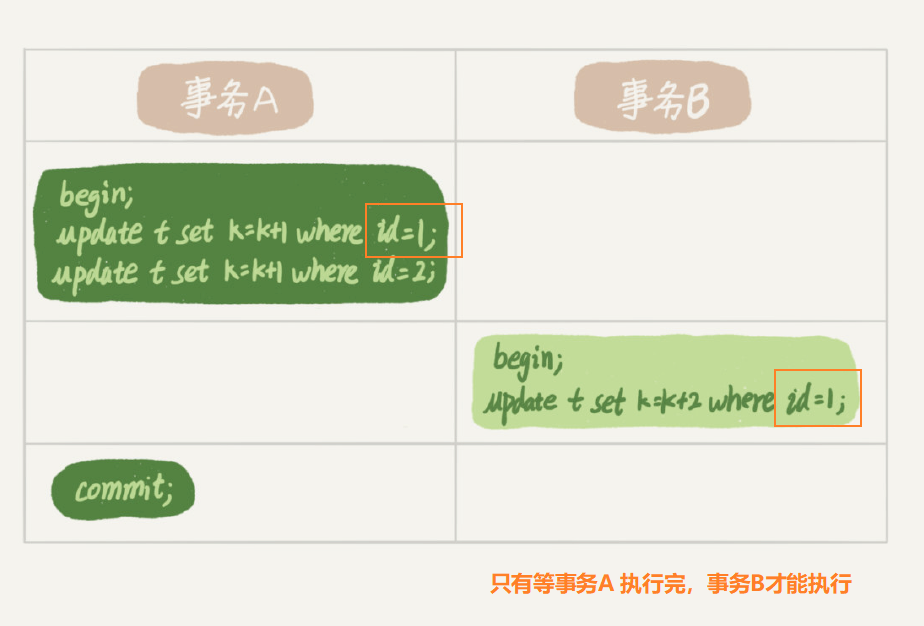 事务A
事务B
begin;
update t set k=k+1 where id=1;
update t set k=k+1 where id=2;
begin;
update t set k=k+2 where id=1;
commit;
只有等事务A 执行完，事务B才能执行